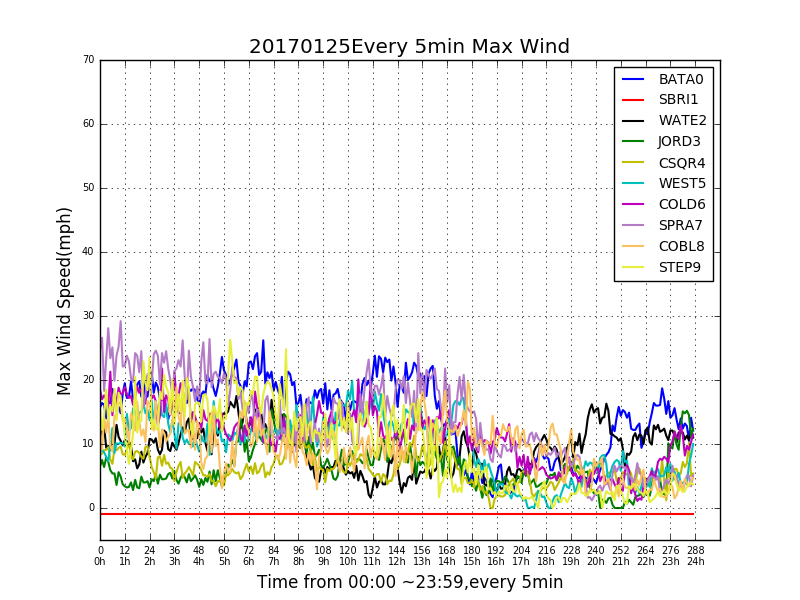 20170125Every 5min Max Wind
Max Wind Speed(mph)
70
60
50
40
30
20
10
0
BATA0
SBRI1
WATE2
JORD3
CSQR4
WEST5
COLD6
SPRA7
COBL8
STEP9
0 12 24 36 48 60 72 84 96 108 120 132 144 156 168 180 192 204 216 228 240 252 264 276 288
0h 1h 2h 3h 4h 5h 6h 7h 8h 9h 10h 11h 12h 13h 14h 15h 16h 17h 18h 19h 20h 21h 22h 23h 24h
Time from 00:00 ~23:59,every 5min